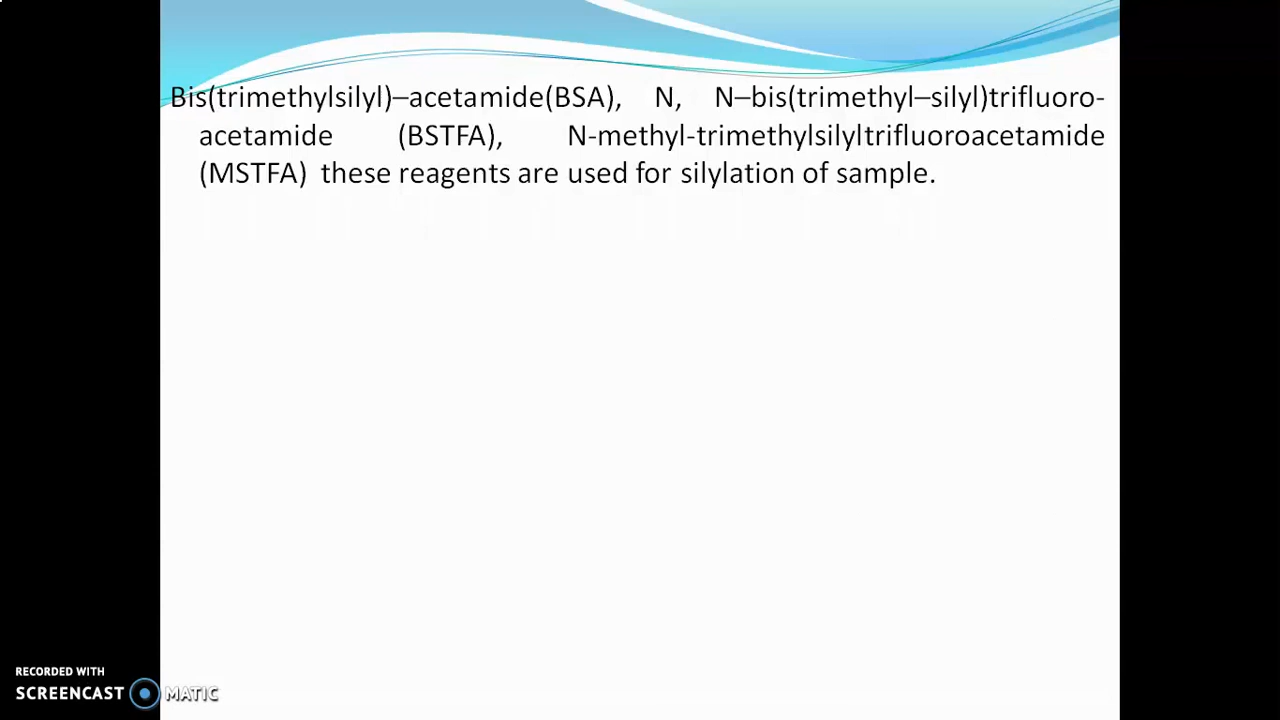 Bis(trimethylsilyl)–acetamide(BSA), N, N–bis(trimethyl–silyl)trifluoro-
acetamide (BSTFA), N-methyl-trimethylsilyltrifluoroacetamide
(MSTFA) these reagents are used for silylation of sample.
RECORDED WITH
SCREENCAST MATIC